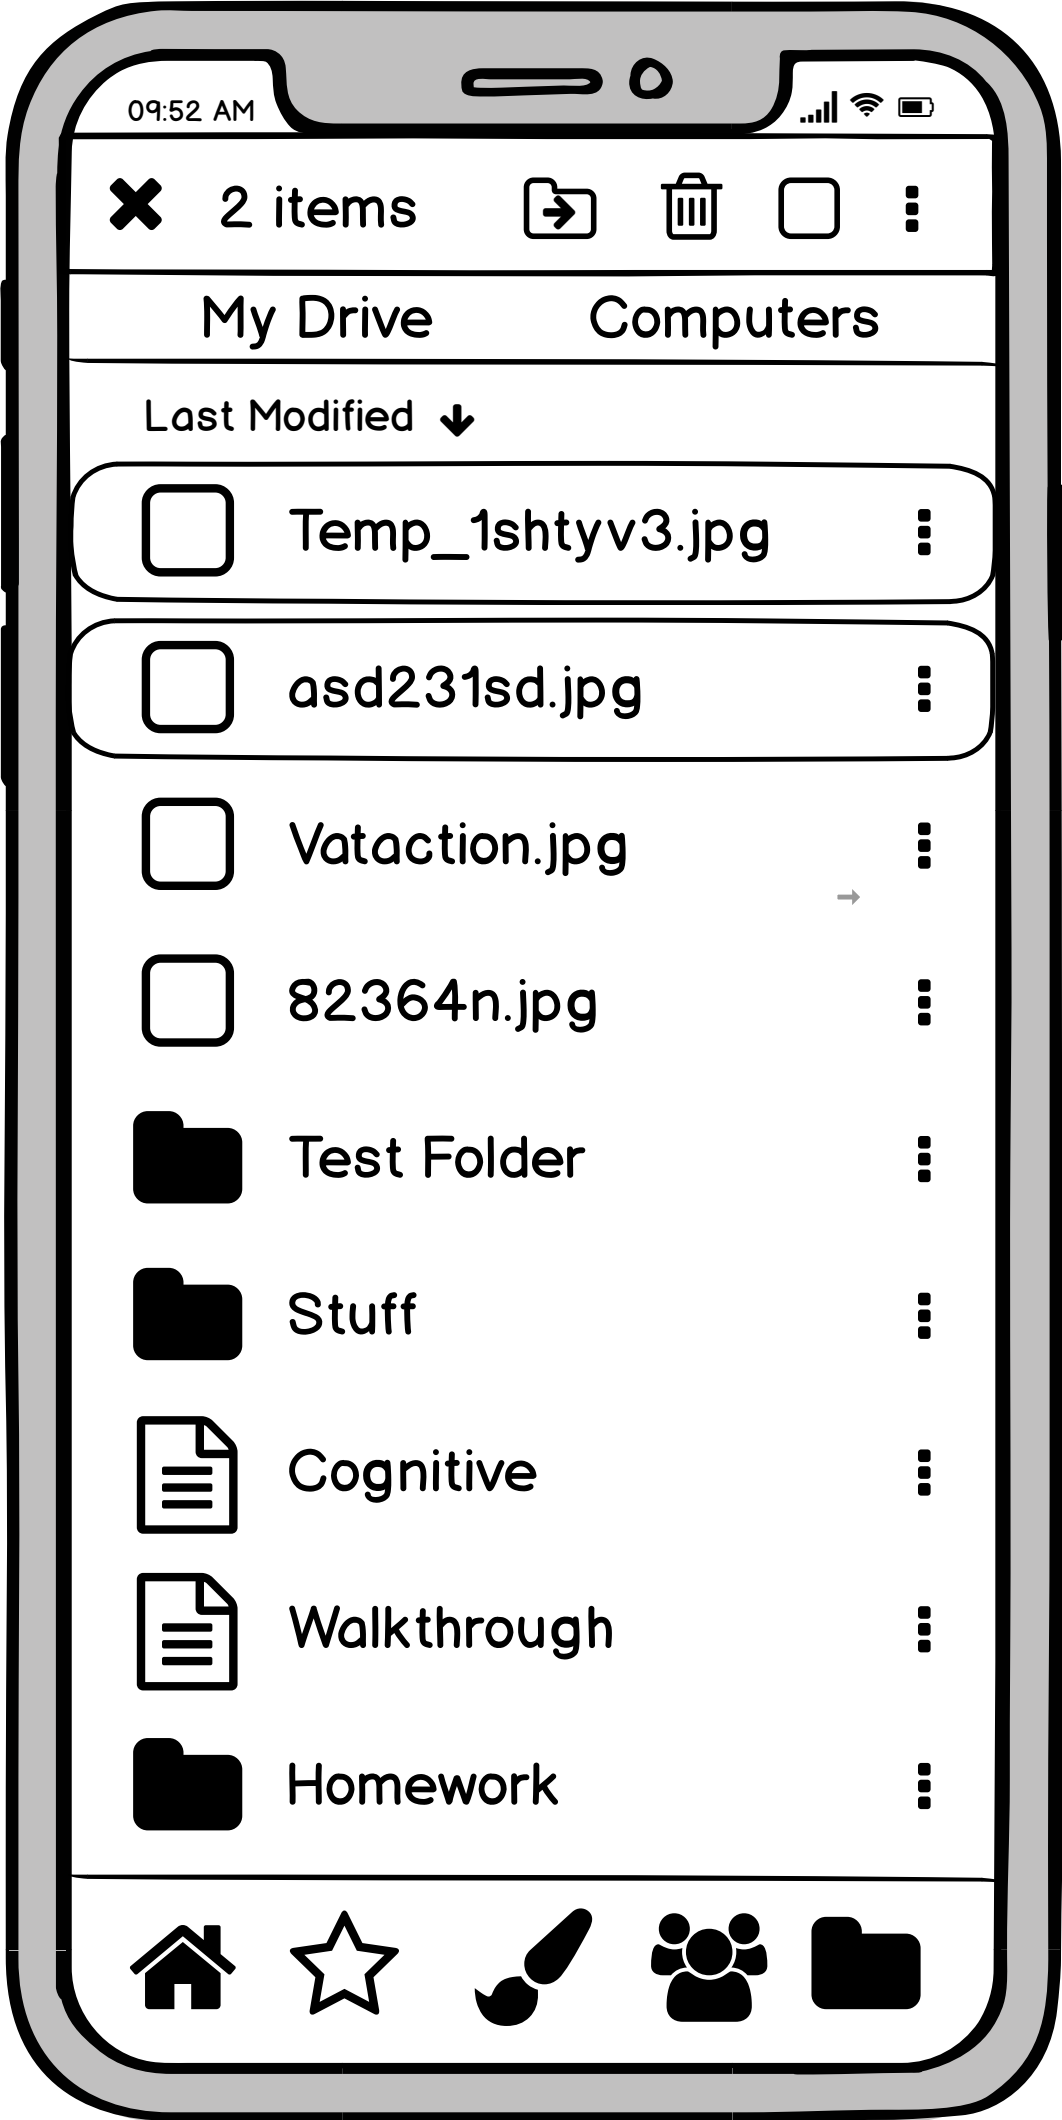 09:52 AM
2 items
My Drive Computers
Last Modified
Temp_1shtyv3.jpg
asd231sd.jpg
Vataction.jpg
82364n.jpg
Test Folder
Stuff
Cognitive
Walkthrough
Homework